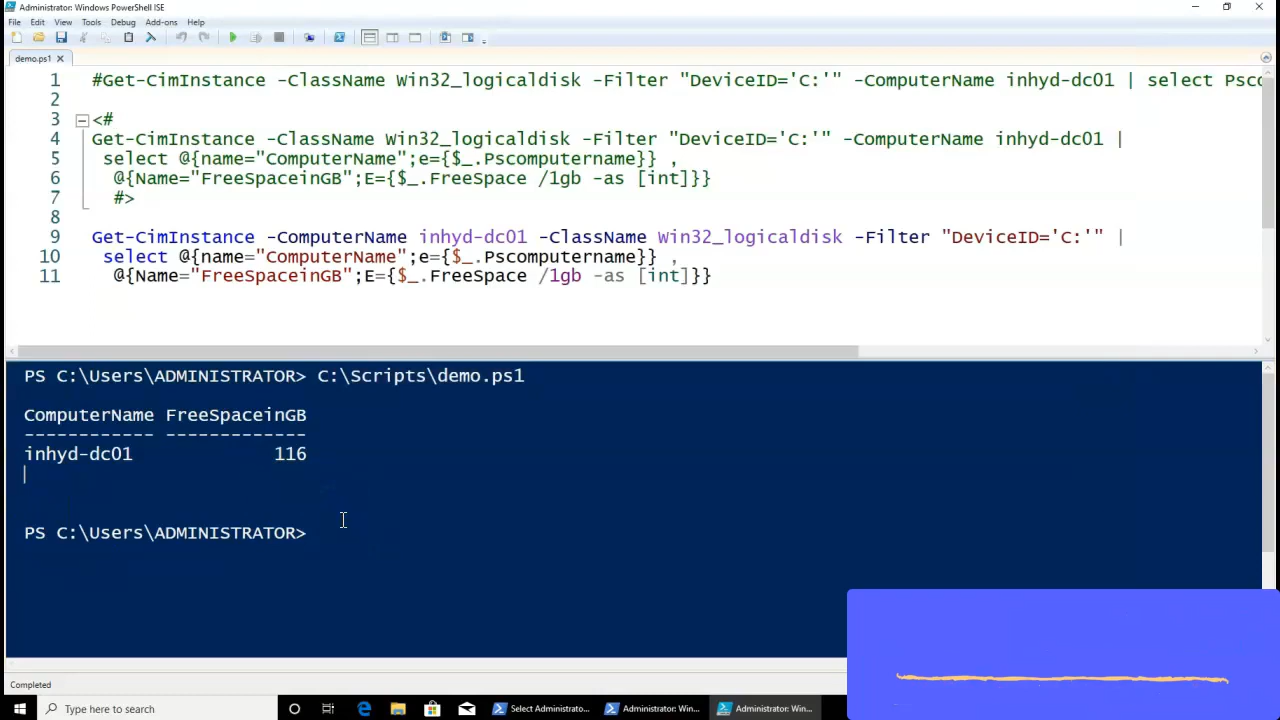 Administrator: Windows PowerShell ISE
File Edit View Tools Debug Add-ons Help
demo.ps1
1 #Get-CimInstance -ClassName Win32_logicaldisk -Filter "DeviceID='C:'" -ComputerName inhyd-dc01 | select Psco
2
3 <#
4 Get-CimInstance -ClassName Win32_logicaldisk -Filter "DeviceID='C:'" -ComputerName inhyd-dc01 |
5 select @{name="ComputerName";e={$_.Pscomputername}} ,
6 @{Name="FreeSpaceinGB";E={$_.FreeSpace /1gb -as [int]}}
7 #>
8
9 Get-CimInstance -ComputerName inhyd-dc01 -ClassName Win32_logicaldisk -Filter "DeviceID='C:'" |
10 select @{name="ComputerName";e={$_.Pscomputername}} ,
11 @{Name="FreeSpaceinGB";E={$_.FreeSpace /1gb -as [int]}}
PS C:\Users\ADMINISTRATOR> C:\Scripts\demo.ps1
ComputerName FreeSpaceinGB
------------ -------------
inhyd-dc01 116
PS C:\Users\ADMINISTRATOR>
Completed
Type here to search
Select Administrato... Administrator: Win... Administrator: Win...